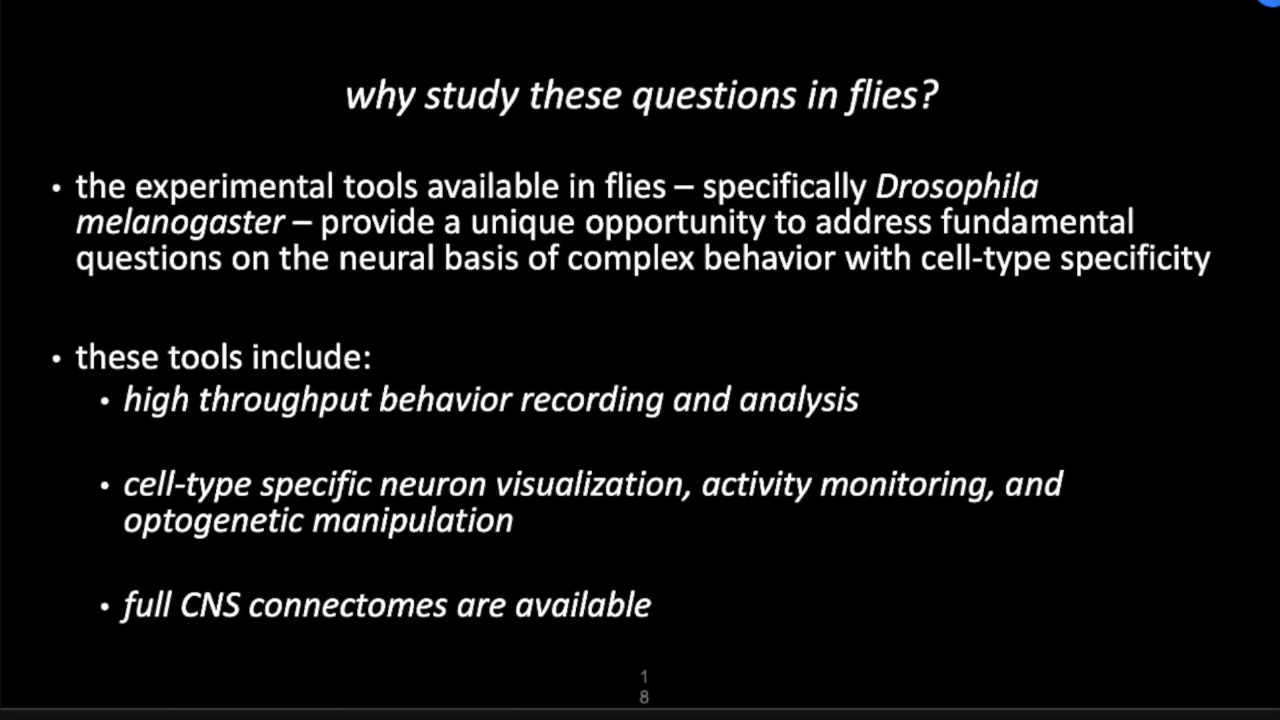 why study these questions in flies?
• the experimental tools available in flies – specifically Drosophila
melanogaster – provide a unique opportunity to address fundamental
questions on the neural basis of complex behavior with cell-type specificity
• these tools include:
• high throughput behavior recording and analysis
• cell-type specific neuron visualization, activity monitoring, and
optogenetic manipulation
• full CNS connectomes are available
1
8